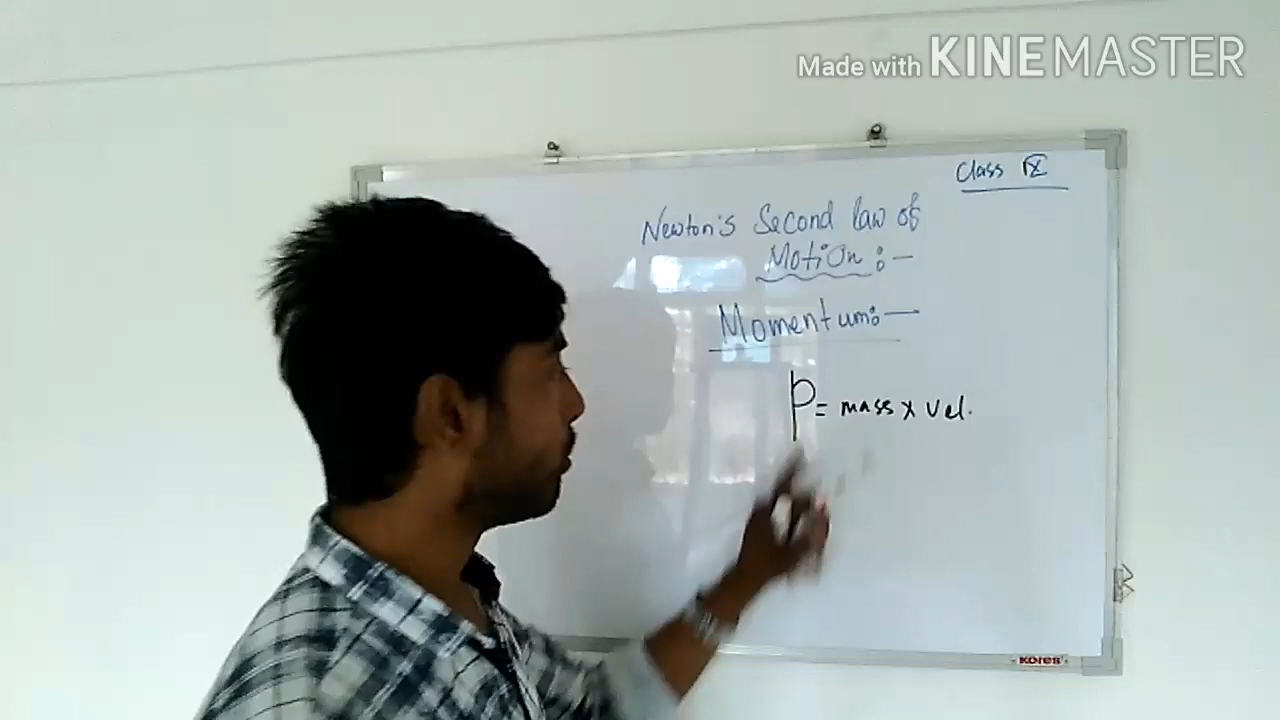 Made with KINEMASTER
Class IX
Newton's Second law of
Motion :-
Momentum :-
P = mass x vel.
KORES